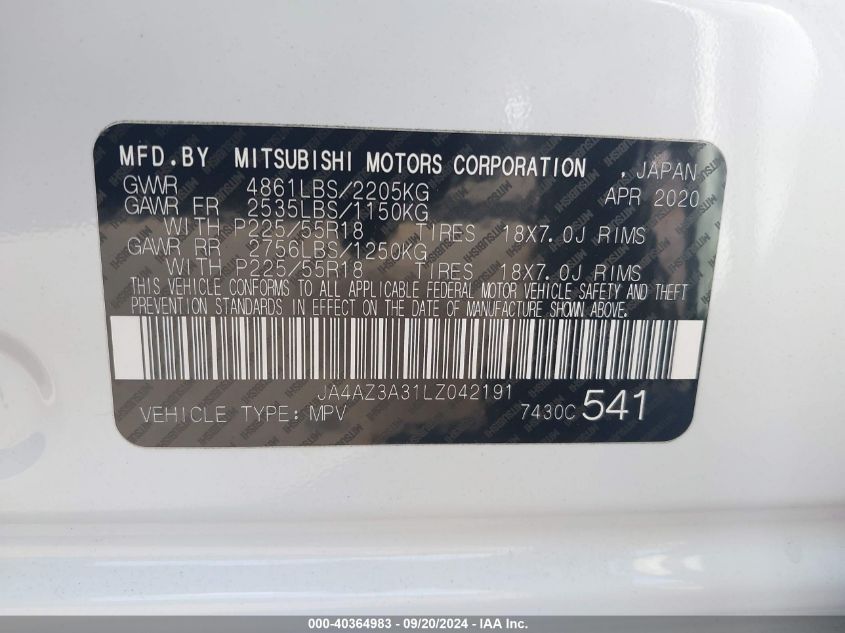 MFD.BY MITSUBISHI MOTORS CORPORATION , JAPAN
GVWR 4861LBS/2205KG APR 2020
GAWR FR 2535LBS/1150KG
WITH P225/55R18 TIRES 18X7.0J RIMS
GAWR RR 2756LBS/1250KG
WITH P225/55R18 TIRES 18X7.0J RIMS
THIS VEHICLE CONFORMS TO ALL APPLICABLE FEDERAL MOTOR VEHICLE SAFETY AND THEFT
PREVENTION STANDARDS IN EFFECT ON THE DATE OF MANUFACTURE SHOWN ABOVE.
JA4AZ3A31LZ042191
VEHICLE TYPE: MPV 7430C 541
000-40364983 - 09/20/2024 - IAA Inc.